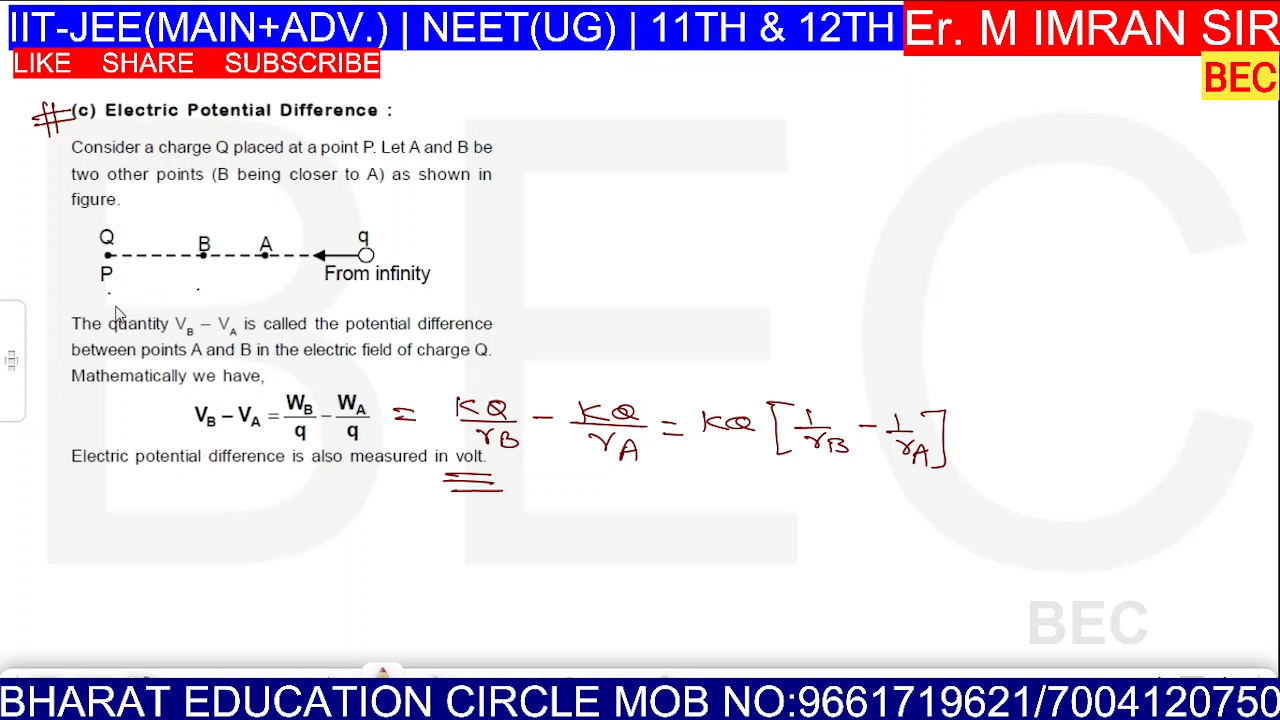 IIT-JEE(MAIN+ADV.) | NEET(UG) | 11TH & 12TH Er. M IMRAN SIR
LIKE SHARE SUBSCRIBE
BEC
(c) Electric Potential Difference :
Consider a charge Q placed at a point P. Let A and B be
two other points (B being closer to A) as shown in
figure.
Q B A q
P From infinity
The quantity V_B – V_A is called the potential difference
between points A and B in the electric field of charge Q.
Mathematically we have,
V_B – V_A = W_B/q – W_A/q = KQ/r_B – KQ/r_A = KQ [1/r_B – 1/r_A]
Electric potential difference is also measured in volt.
BEC
BEC
BHARAT EDUCATION CIRCLE MOB NO:9661719621/7004120750